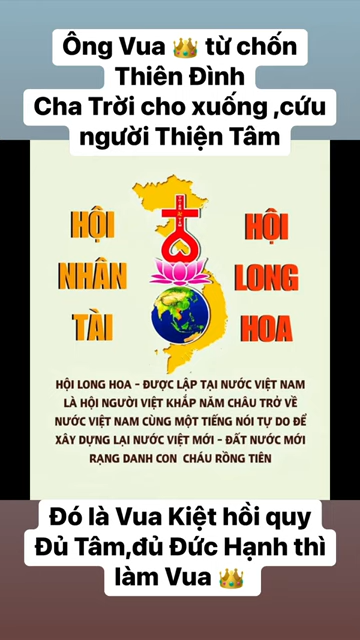 Ông Vua 👑 từ chốn
Thiên Đình
Cha Trời cho xuống ,cứu
người Thiện Tâm
HỘI
NHÂN
TÀI
HỘI
LONG
HOA
HỘI LONG HOA - ĐƯỢC LẬP TẠI NƯỚC VIỆT NAM
LÀ HỘI NGƯỜI VIỆT KHẮP NĂM CHÂU TRỞ VỀ
NƯỚC VIỆT NAM CÙNG MỘT TIẾNG NÓI TỰ DO ĐỂ
XÂY DỰNG LẠI NƯỚC VIỆT MỚI - ĐẤT NƯỚC MỚI
RẠNG DANH CON CHÁU RỒNG TIÊN
Đó là Vua Kiệt hồi quy
Đủ Tâm,đủ Đức Hạnh thì
làm Vua 👑